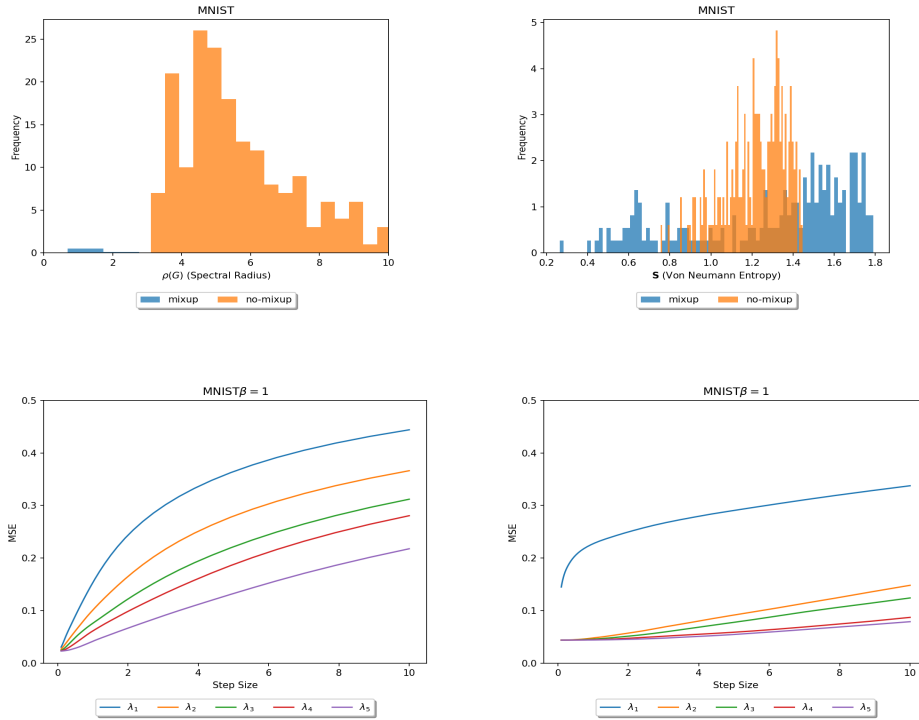 MNIST
Frequency
25
20
15
10
5
0
0 2 4 6 8 10
ρ(G) (Spectral Radius)
mixup no-mixup
MNIST
Frequency
5
4
3
2
1
0
0.2 0.4 0.6 0.8 1.0 1.2 1.4 1.6 1.8
S (Von Neumann Entropy)
mixup no-mixup
MNISTβ = 1
MSE
0.5
0.4
0.3
0.2
0.1
0.0
0 2 4 6 8 10
Step Size
λ₁ λ₂ λ₃ λ₄ λ₅
MNISTβ = 1
MSE
0.5
0.4
0.3
0.2
0.1
0.0
0 2 4 6 8 10
Step Size
λ₁ λ₂ λ₃ λ₄ λ₅